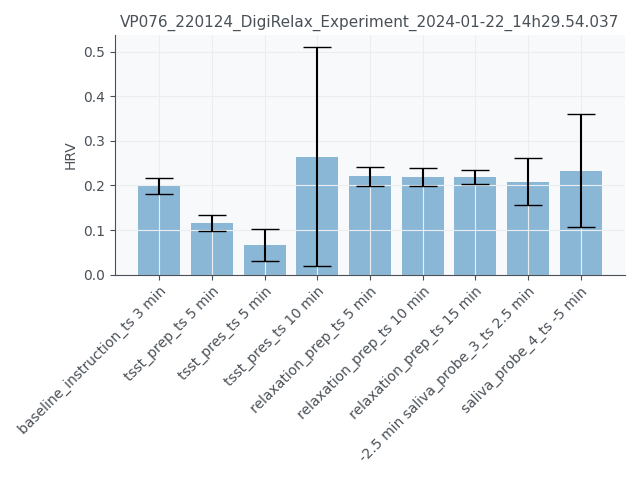 VP076_220124_DigiRelax_Experiment_2024-01-22_14h29.54.037
HRV
0.5
0.4
0.3
0.2
0.1
0.0
baseline_instruction_ts 3 min
tsst_prep_ts 5 min
tsst_pres_ts 5 min
tsst_pres_ts 10 min
relaxation_prep_ts 5 min
relaxation_prep_ts 10 min
relaxation_prep_ts 15 min
-2.5 min saliva_probe_3_ts 2.5 min
saliva_probe_4_ts -5 min